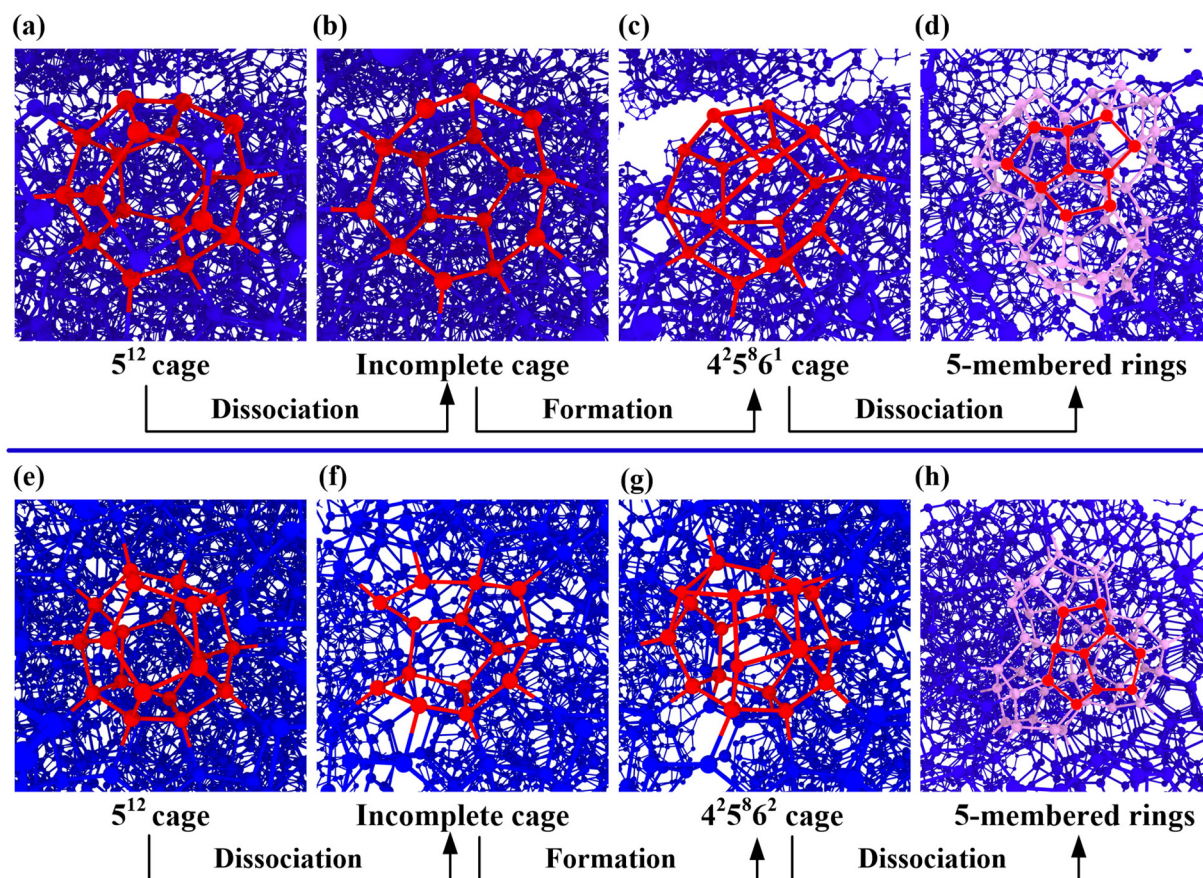 (a) (b) (c) (d)
5¹² cage Incomplete cage 4²5⁸6¹ cage 5-membered rings
Dissociation Formation Dissociation
(e) (f) (g) (h)
5¹² cage Incomplete cage 4²5⁸6² cage 5-membered rings
Dissociation Formation Dissociation